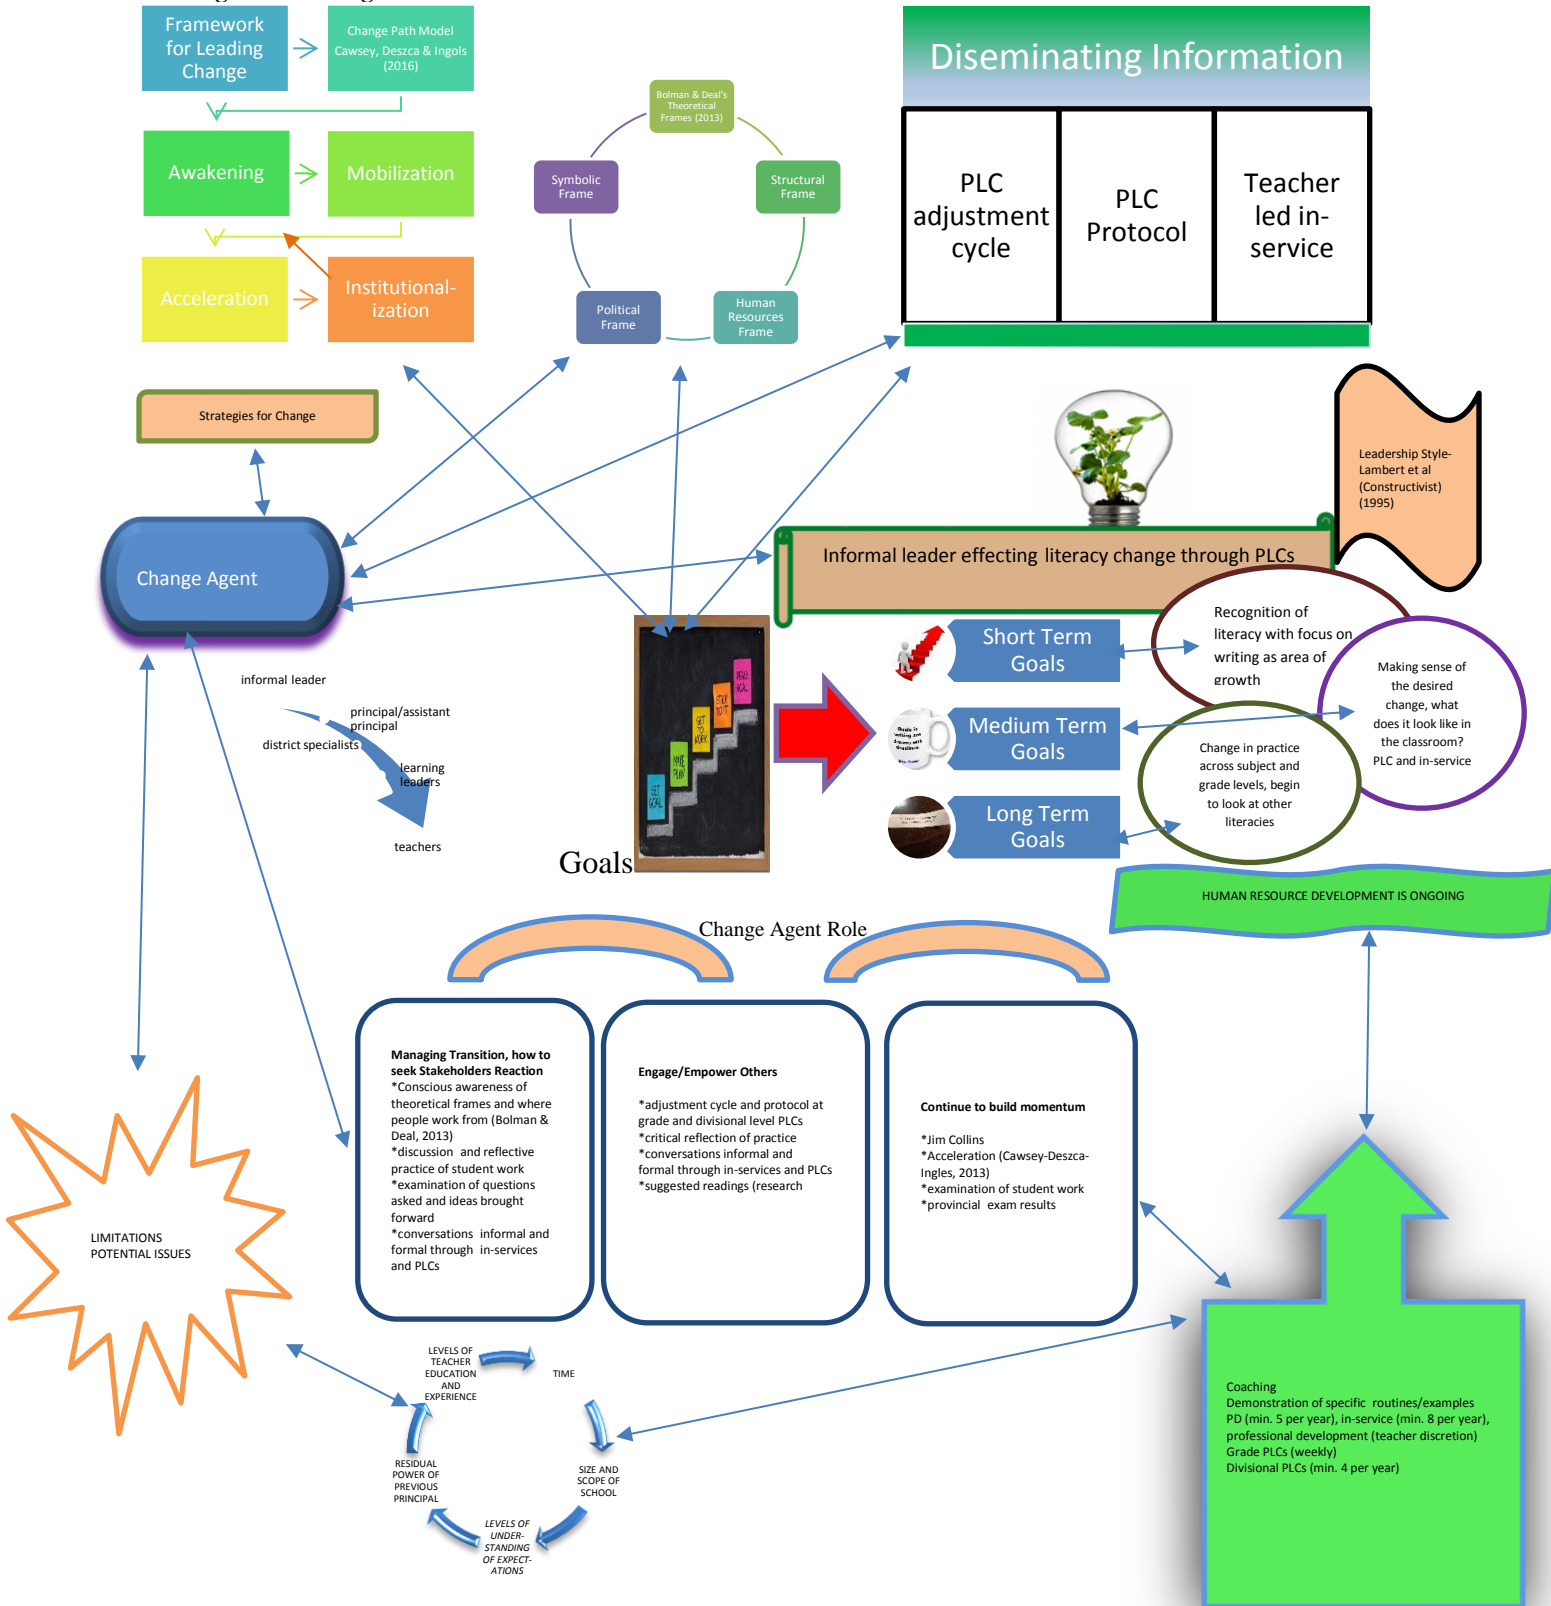 Framework
for Leading
Change
Change Path Model
Cawsey, Deszca & Ingols
(2016)
Awakening
Mobilization
Acceleration
Institutional-
ization
Bolman & Deal's
Theoretical
Frames (2013)
Symbolic
Frame
Structural
Frame
Political
Frame
Human
Resources
Frame
Diseminating Information
PLC
adjustment
cycle
PLC
Protocol
Teacher
led in-
service
Strategies for Change
Leadership Style-
Lambert et al
(Constructivist)
(1995)
Informal leader effecting literacy change through PLCs
Change Agent
informal leader
principal/assistant
principal
district specialists
learning
leaders
teachers
Goals
SET
GOAL
MAKE
PLAN
GET
TO
WORK
STICK
TO IT
REACH
GOAL
Short Term
Goals
Medium Term
Goals
Long Term
Goals
Recognition of
literacy with focus on
writing as area of
growth
Making sense of
the desired
change, what
does it look like in
the classroom?
PLC and in-service
Change in practice
across subject and
grade levels, begin
to look at other
literacies
HUMAN RESOURCE DEVELOPMENT IS ONGOING
Change Agent Role
Managing Transition, how to
seek Stakeholders Reaction
*Conscious awareness of
theoretical frames and where
people work from (Bolman &
Deal, 2013)
*discussion and reflective
practice of student work
*examination of questions
asked and ideas brought
forward
*conversations informal and
formal through in-services
and PLCs
Engage/Empower Others
*adjustment cycle and protocol at
grade and divisional level PLCs
*critical reflection of practice
*conversations informal and
formal through in-services and PLCs
*suggested readings (research
Continue to build momentum
*Jim Collins
*Acceleration (Cawsey-Deszca-
Ingles, 2013)
*examination of student work
*provincial exam results
LIMITATIONS
POTENTIAL ISSUES
LEVELS OF
TEACHER
EDUCATION
AND
EXPERIENCE
TIME
SIZE AND
SCOPE OF
SCHOOL
LEVELS OF
UNDER-
STANDING
OF EXPECT-
ATIONS
RESIDUAL
POWER OF
PREVIOUS
PRINCIPAL
Coaching
Demonstration of specific routines/examples
PD (min. 5 per year), in-service (min. 8 per year),
professional development (teacher discretion)
Grade PLCs (weekly)
Divisional PLCs (min. 4 per year)